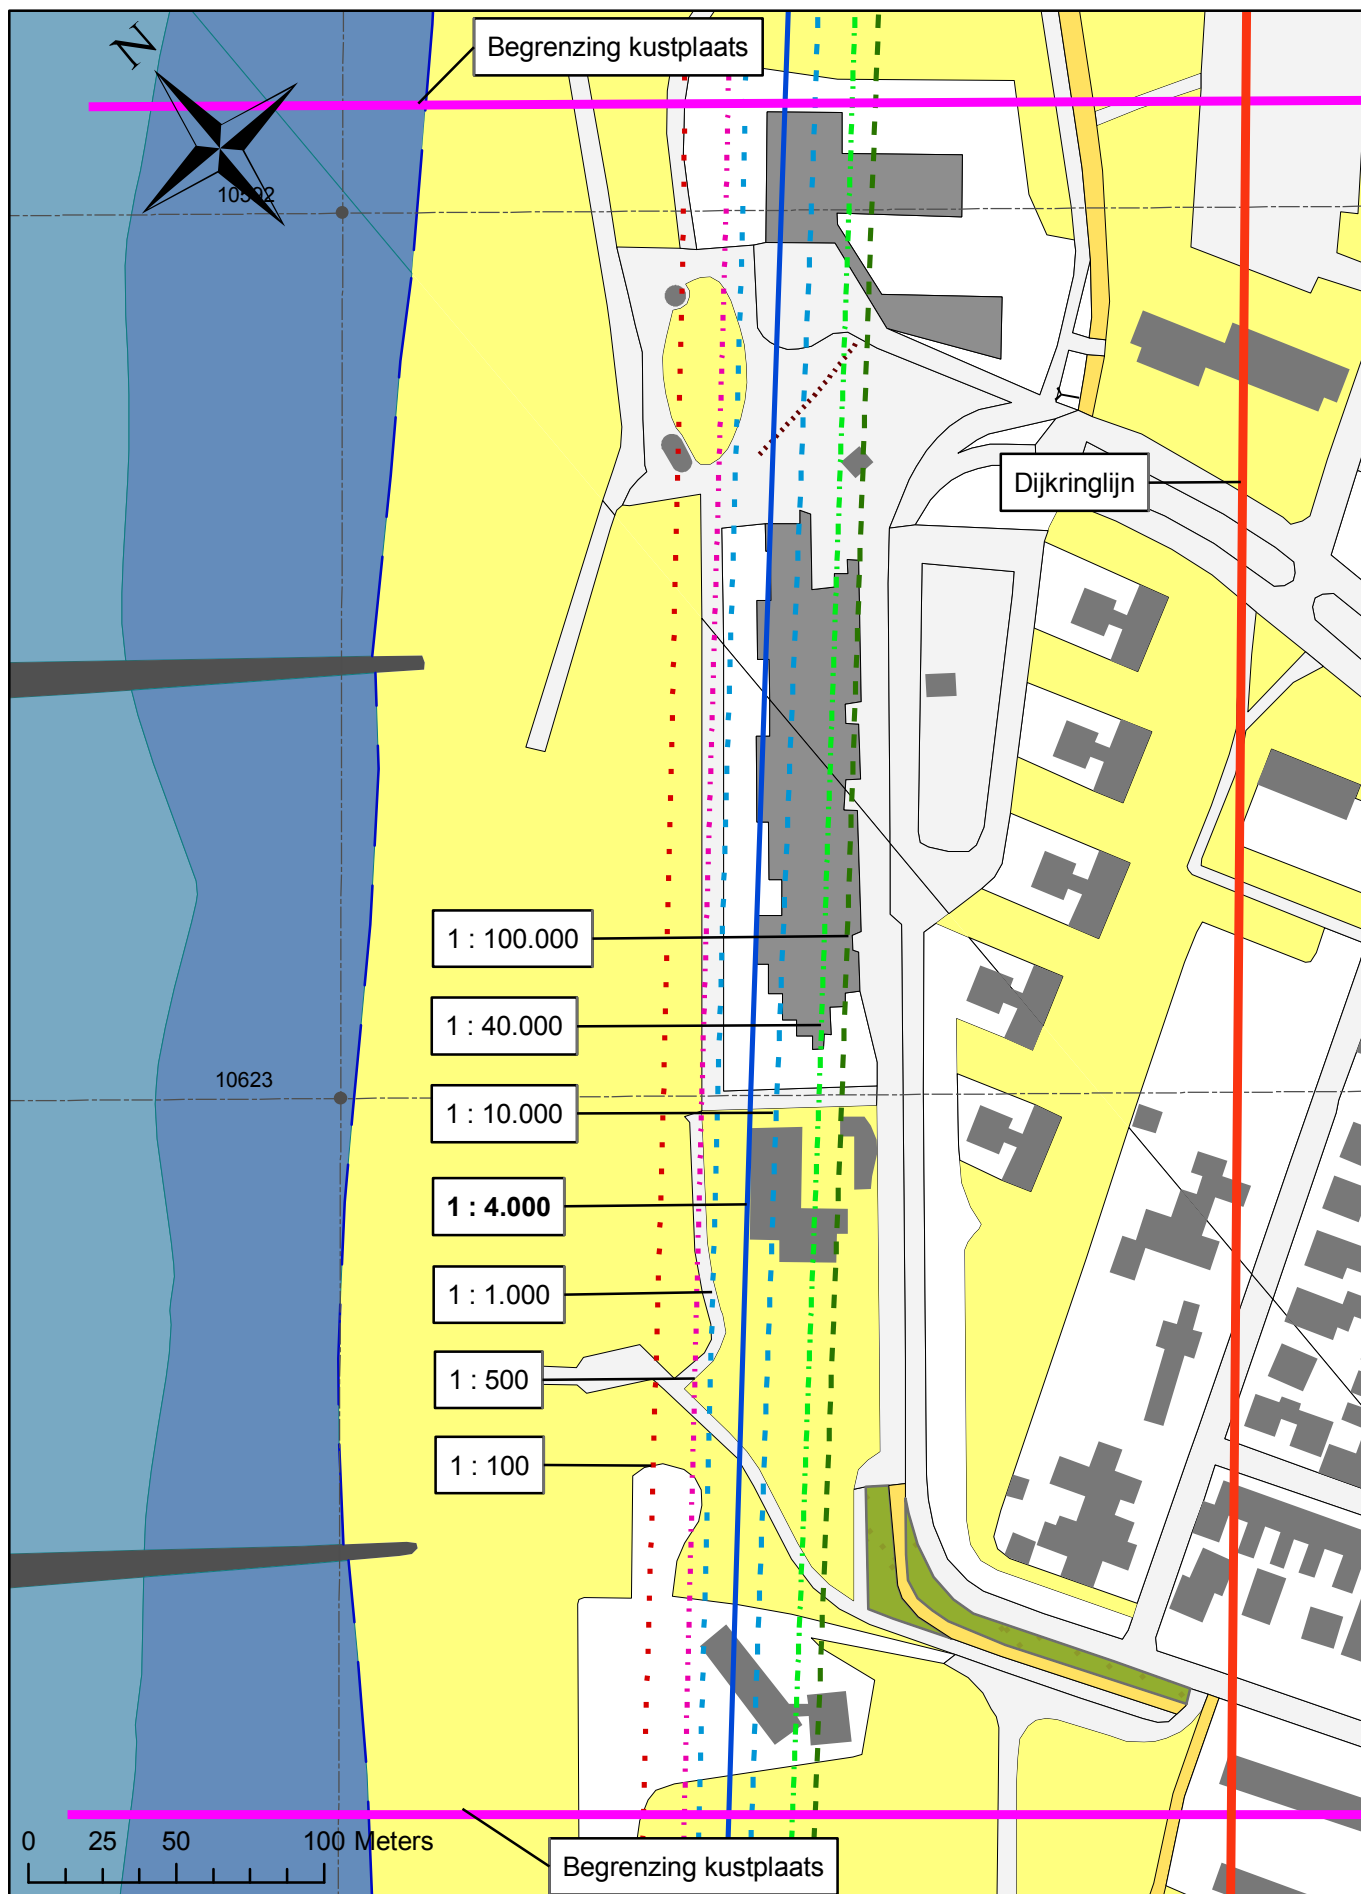 N
Begrenzing kustplaats
10592
Dijkringlijn
1 : 100.000
1 : 40.000
10623
1 : 10.000
1 : 4.000
1 : 1.000
1 : 500
1 : 100
0 25 50 100 Meters
Begrenzing kustplaats